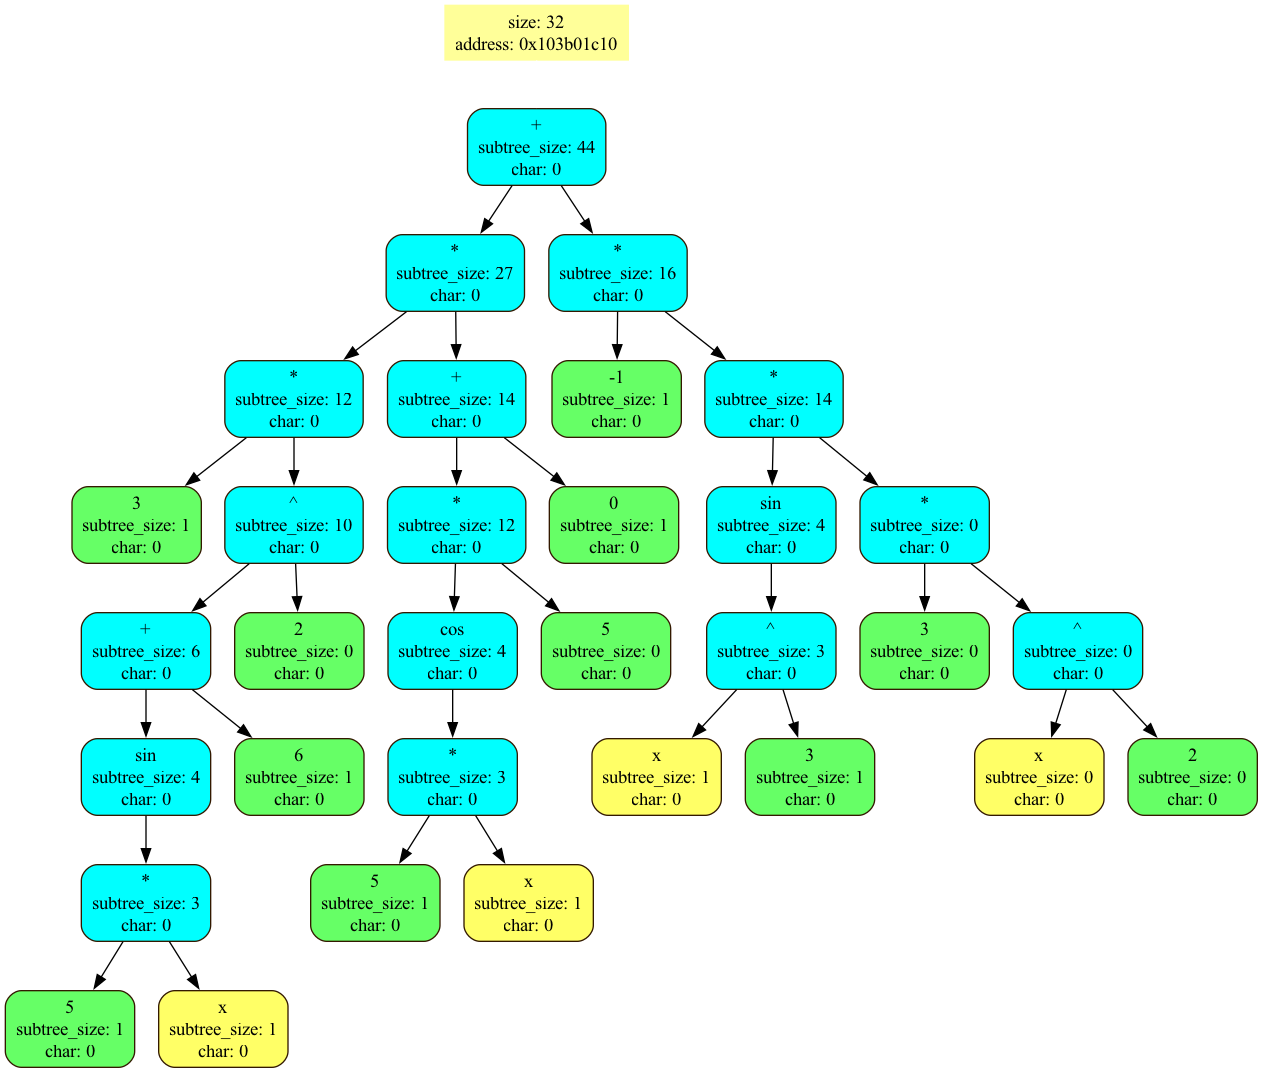 size: 32
address: 0x103b01c10
+
subtree_size: 44
char: 0
*
subtree_size: 27
char: 0
*
subtree_size: 16
char: 0
*
subtree_size: 12
char: 0
+
subtree_size: 14
char: 0
-1
subtree_size: 1
char: 0
*
subtree_size: 14
char: 0
3
subtree_size: 1
char: 0
^
subtree_size: 10
char: 0
*
subtree_size: 12
char: 0
0
subtree_size: 1
char: 0
sin
subtree_size: 4
char: 0
*
subtree_size: 0
char: 0
+
subtree_size: 6
char: 0
2
subtree_size: 0
char: 0
cos
subtree_size: 4
char: 0
5
subtree_size: 0
char: 0
^
subtree_size: 3
char: 0
3
subtree_size: 0
char: 0
^
subtree_size: 0
char: 0
sin
subtree_size: 4
char: 0
6
subtree_size: 1
char: 0
*
subtree_size: 3
char: 0
x
subtree_size: 1
char: 0
3
subtree_size: 1
char: 0
x
subtree_size: 0
char: 0
2
subtree_size: 0
char: 0
*
subtree_size: 3
char: 0
5
subtree_size: 1
char: 0
x
subtree_size: 1
char: 0
5
subtree_size: 1
char: 0
x
subtree_size: 1
char: 0